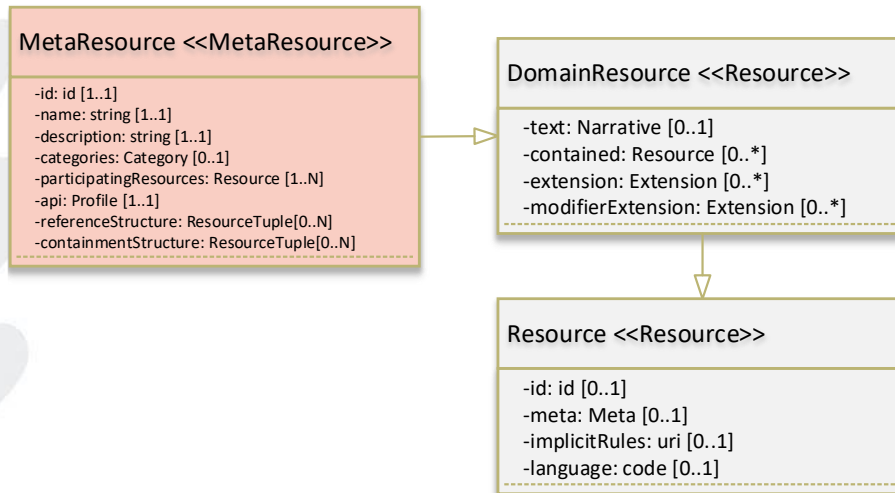 MetaResource <<MetaResource>>
-id: id [1..1]
-name: string [1..1]
-description: string [1..1]
-categories: Category [0..1]
-participatingResources: Resource [1..N]
-api: Profile [1..1]
-referenceStructure: ResourceTuple[0..N]
-containmentStructure: ResourceTuple[0..N]
DomainResource <<Resource>>
-text: Narrative [0..1]
-contained: Resource [0..*]
-extension: Extension [0..*]
-modifierExtension: Extension [0..*]
Resource <<Resource>>
-id: id [0..1]
-meta: Meta [0..1]
-implicitRules: uri [0..1]
-language: code [0..1]